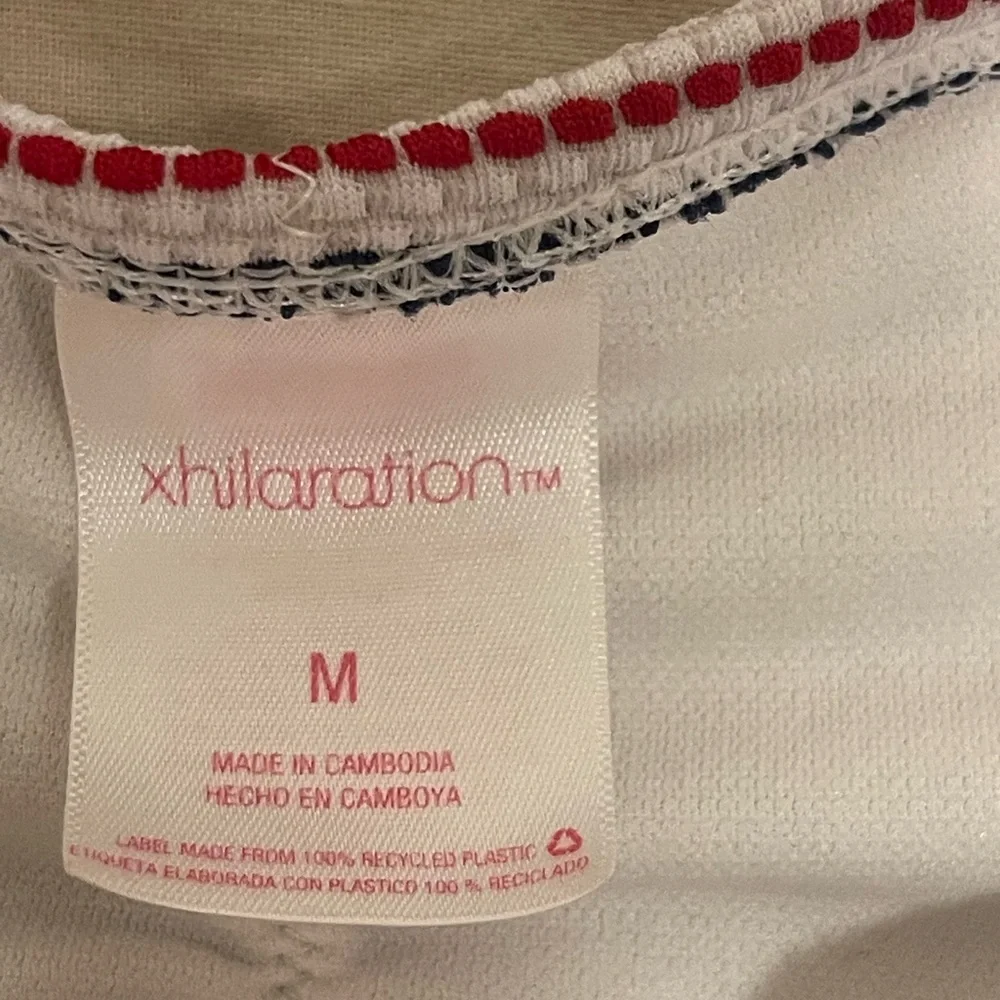 xhilaration™
M
MADE IN CAMBODIA
HECHO EN CAMBOYA
LABEL MADE FROM 100% RECYCLED PLASTIC
ETIQUETA ELABORADA CON PLASTICO 100 % RECICLADO